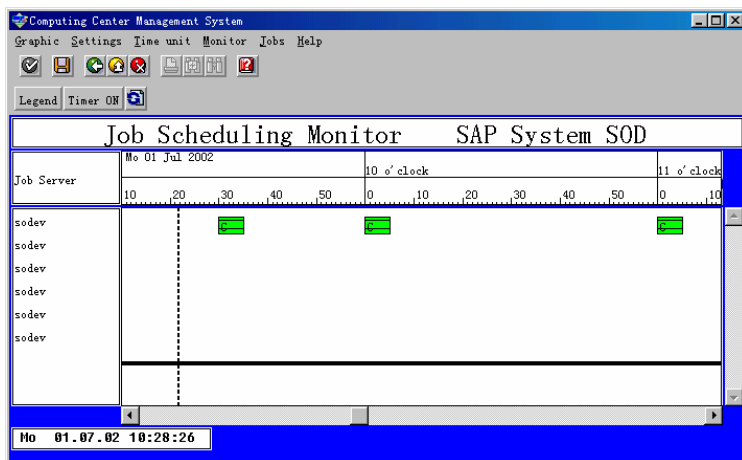 Computing Center Management System
Graphic Settings Time unit Monitor Jobs Help
Legend Timer ON
Job Scheduling Monitor SAP System SOD
Job Server
Mo 01 Jul 2002
10 o'clock 11 o'clock
10 20 30 40 50 0 10 20 30 40 50 0 10
sodev C C C
sodev
sodev
sodev
sodev
sodev
Mo 01.07.02 10:28:26